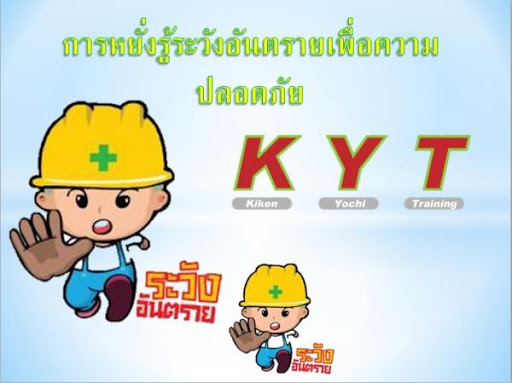 การหยั่งรู้ระวังอันตรายเพื่อความ
ปลอดภัย
K Y T
Kiken Yochi Training
ระวัง
อันตราย
ระวัง
อันตราย